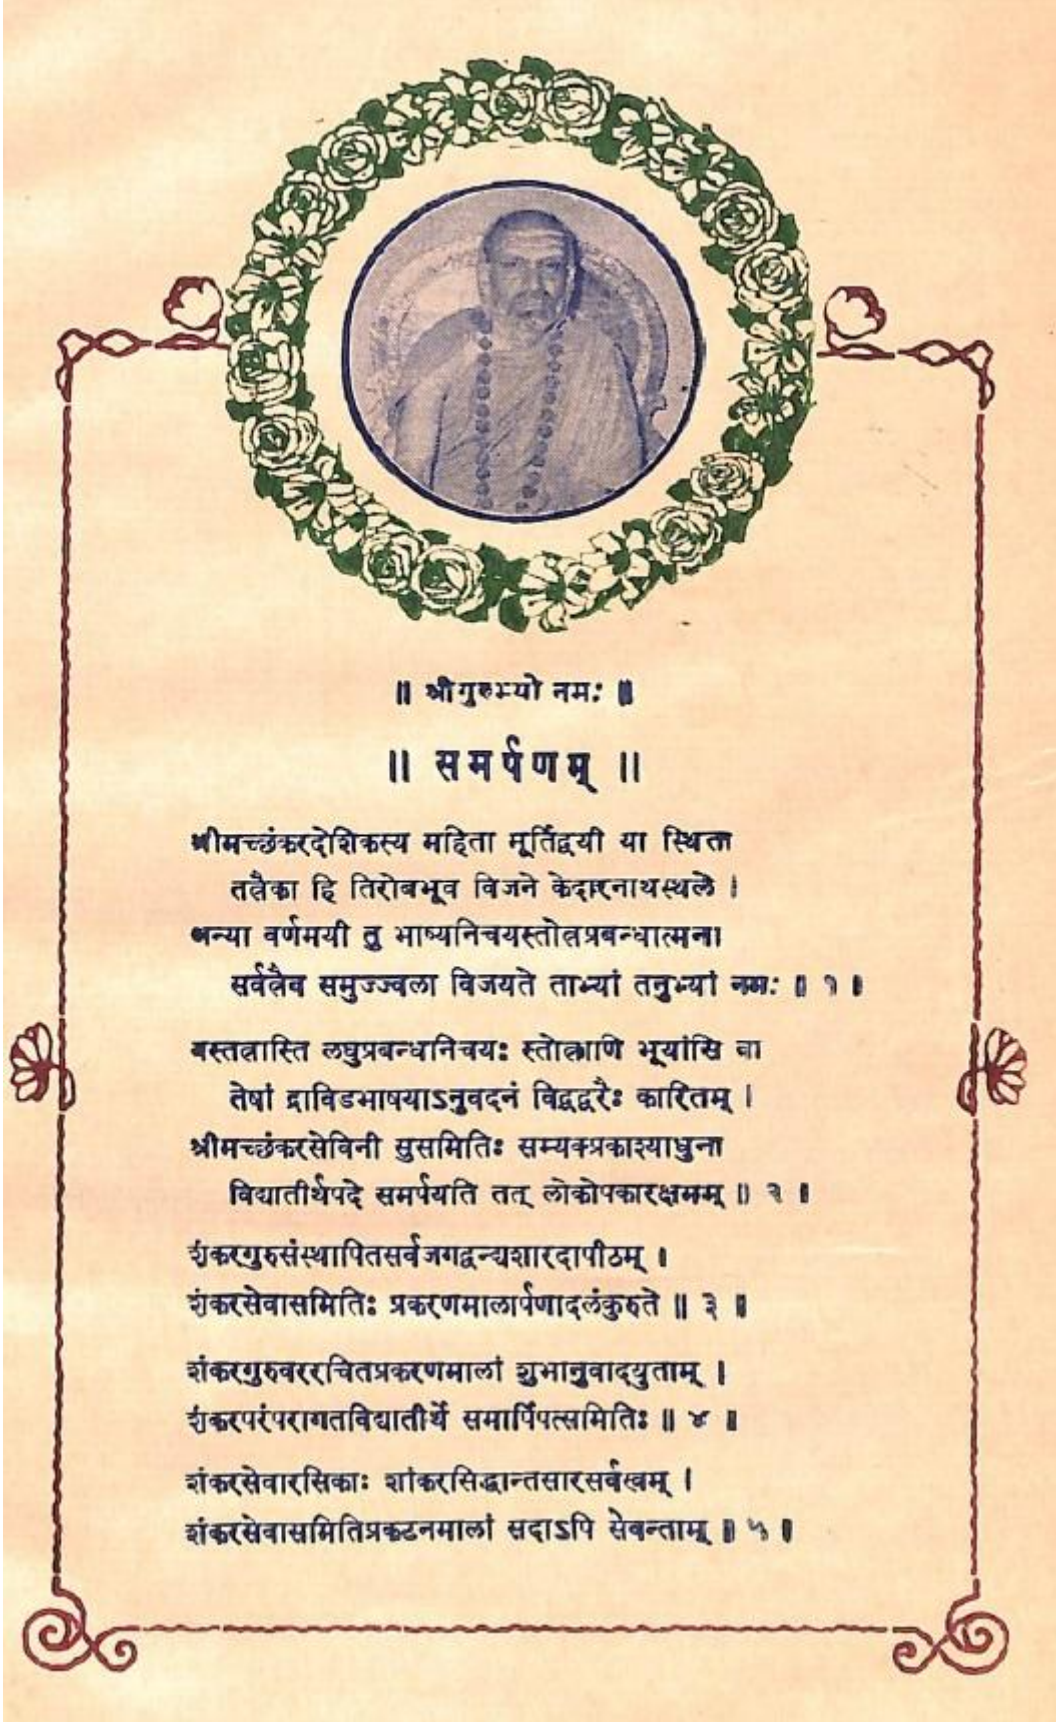 ॥ श्रीगुरुभ्यो नमः ॥
॥ समर्पणम् ॥
श्रीमच्छंकरदेशिकस्य महिता मूर्तिद्वयी या स्थिता
तत्रैका हि तिरोबभूव विजने केदारनाथस्थले ।
अन्या वर्णमयी तु भाष्यनिचयस्तोत्रप्रबन्धात्मना
सर्वत्रैव समुज्ज्वला विजयते ताभ्यां तनुभ्यां नमः ॥ १ ॥
यस्तत्रास्ति लघुप्रबन्धनिचयः स्तोत्राणि भूयांसि वा
तेषां द्राविडभाषयाऽनुवदनं विद्वद्वरैः कारितम् ।
श्रीमच्छंकरसेविनी सुसमितिः सम्यक्प्रकाश्याधुना
विद्यातीर्थपदे समर्पयति तत् लोकोपकारक्षमम् ॥ २ ॥
शंकरगुरुसंस्थापितसर्वजगद्वन्द्यशारदापीठम् ।
शंकरसेवासमितिः प्रकरणमालार्पणादलंकुरुते ॥ ३ ॥
शंकरगुरुवररचितप्रकरणमालां शुभानुवादयुताम् ।
शंकरपरंपरागतविद्यातीर्थे समार्पिपत्समितिः ॥ ४ ॥
शंकरसेवारसिकाः शांकरसिद्धान्तसारसर्वस्वम् ।
शंकरसेवासमितिप्रकटनमालां सदाऽपि सेवन्ताम् ॥ ५ ॥